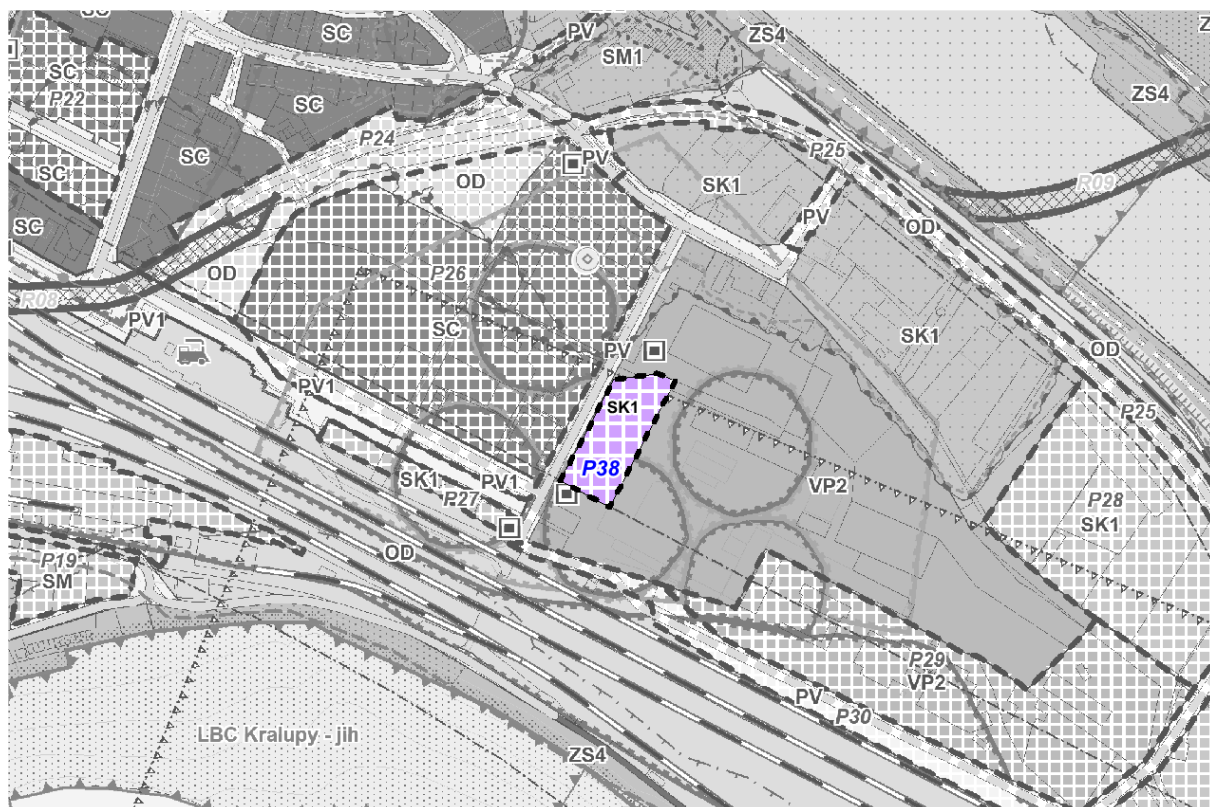 SC
PV
ZS4
SC
SM1
SC
P22
SC
ZS4
SC
P24
PV
P25
SC
SC
OD
SK1
R09
PV
SC
OD
OD
P26
R08
PV1
SC
PV
SK1
OD
PV1
SK1
P25
P38
SK1
PV1
P27
VP2
P28
SK1
OD
P19
SM
P29
VP2
PV
P30
LBC Kralupy - jih
ZS4